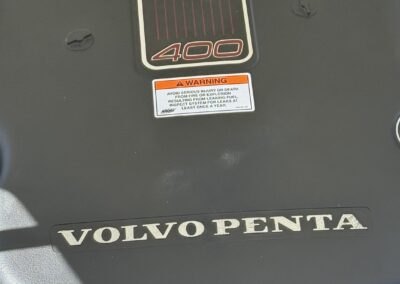 400
WARNING
AVOID SERIOUS INJURY OR DEATH
FROM FIRE OR EXPLOSION
RESULTING FROM LEAKING FUEL.
INSPECT SYSTEM FOR LEAKS AT
LEAST ONCE A YEAR.
VOLVO PENTA